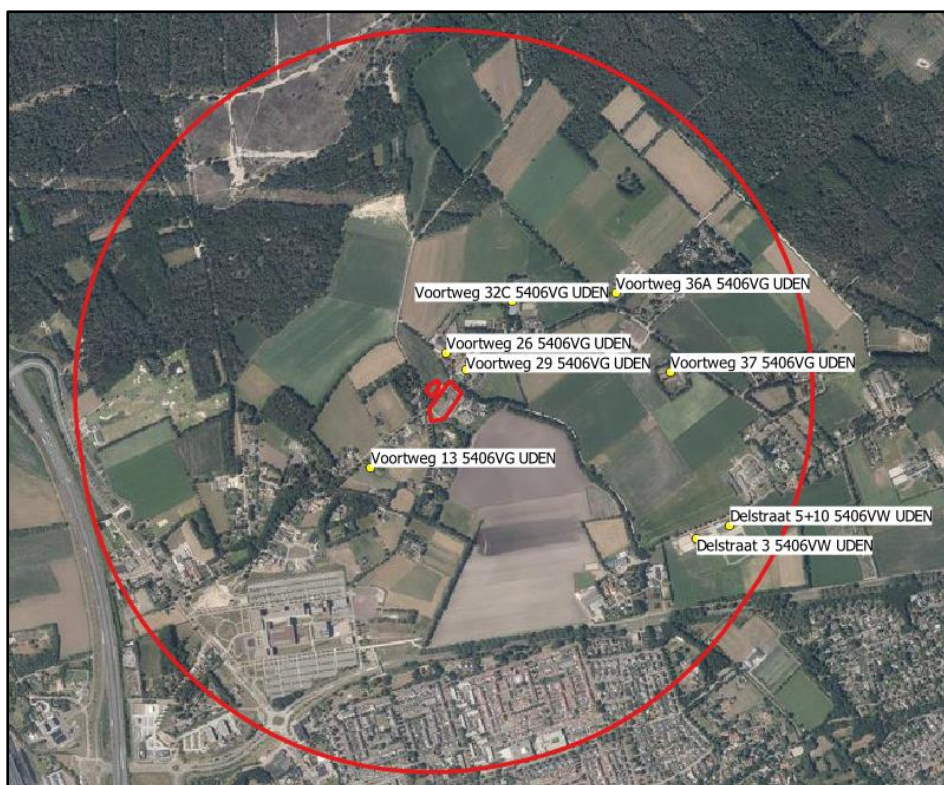 Voortweg 36A 5406VG UDEN
Voortweg 32C 5406VG UDEN
Voortweg 26 5406VG UDEN
Voortweg 29 5406VG UDEN
Voortweg 37 5406VG UDEN
Voortweg 13 5406VG UDEN
Delstraat 5+10 5406VW UDEN
Delstraat 3 5406VW UDEN